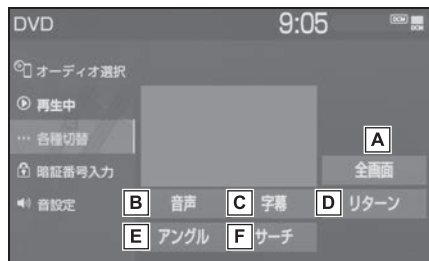 DVD 9:05 DCM DCM
オーディオ選択
再生中
各種切替
A
暗証番号入力 全画面
音設定 B 音声 C 字幕 D リターン
E アングル F サーチ